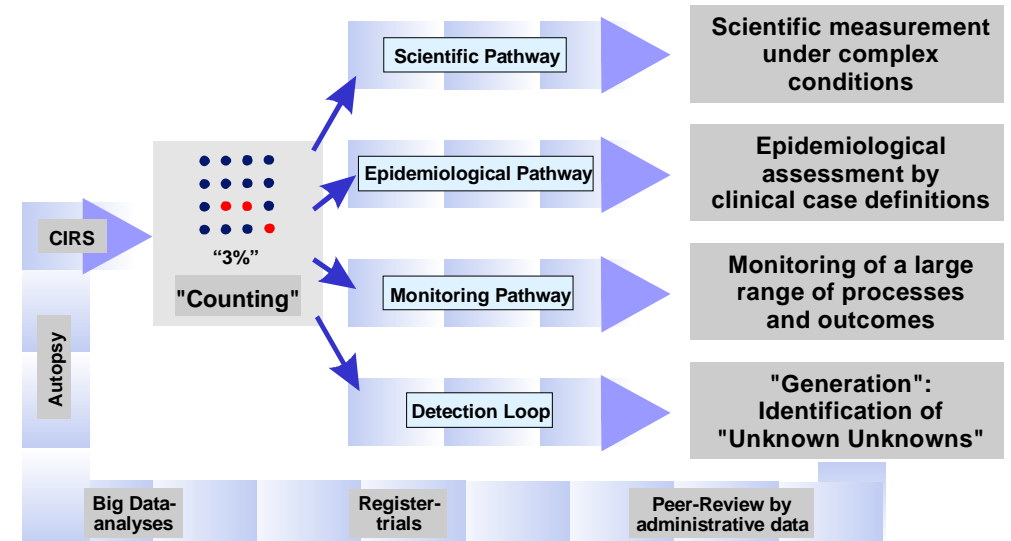 Scientific Pathway
Scientific measurement
under complex
conditions
Epidemiological Pathway
Epidemiological
assessment by
clinical case definitions
CIRS
“3%”
"Counting"
Monitoring Pathway
Monitoring of a large
range of processes
and outcomes
Autopsy
Detection Loop
"Generation":
Identification of
"Unknown Unknowns"
Big Data-
analyses
Register-
trials
Peer-Review by
administrative data